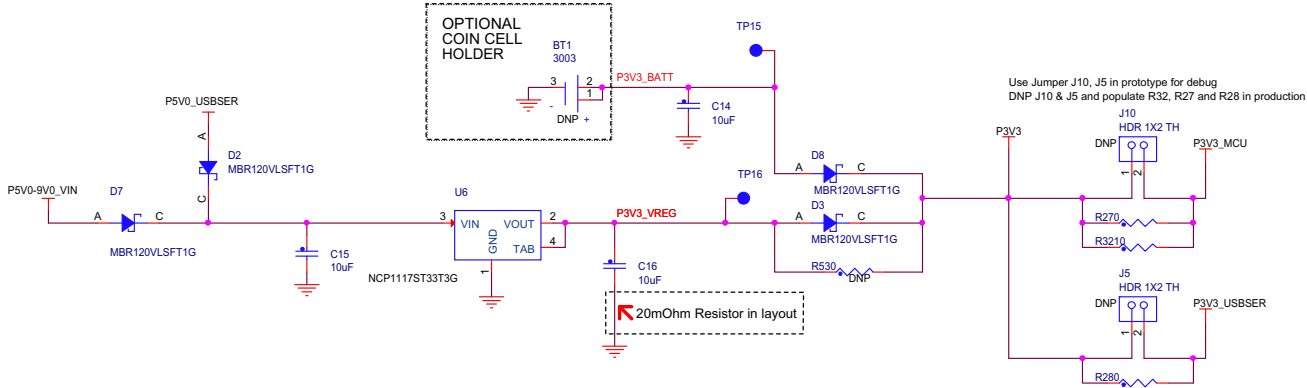 OPTIONAL
COIN CELL
HOLDER
BT1
3003
3
2
1
-
DNP
+
P3V3_BATT
C14
10uF
TP15
P5V0_USBSER
A
D2
MBR120VLSFT1G
C
P5V0-9V0_VIN
D7
A
C
MBR120VLSFT1G
C15
10uF
U6
3
VIN
VOUT
2
GND
TAB
4
1
NCP1117ST33T3G
P3V3_VREG
C16
10uF
20mOhm Resistor in layout
TP16
D8
A
C
MBR120VLSFT1G
D3
A
C
MBR120VLSFT1G
R530
DNP
Use Jumper J10, J5 in prototype for debug
DNP J10 & J5 and populate R32, R27 and R28 in production
P3V3
J10
HDR 1X2 TH
DNP
1
2
P3V3_MCU
R270
R3210
J5
HDR 1X2 TH
DNP
1
2
P3V3_USBSER
R280